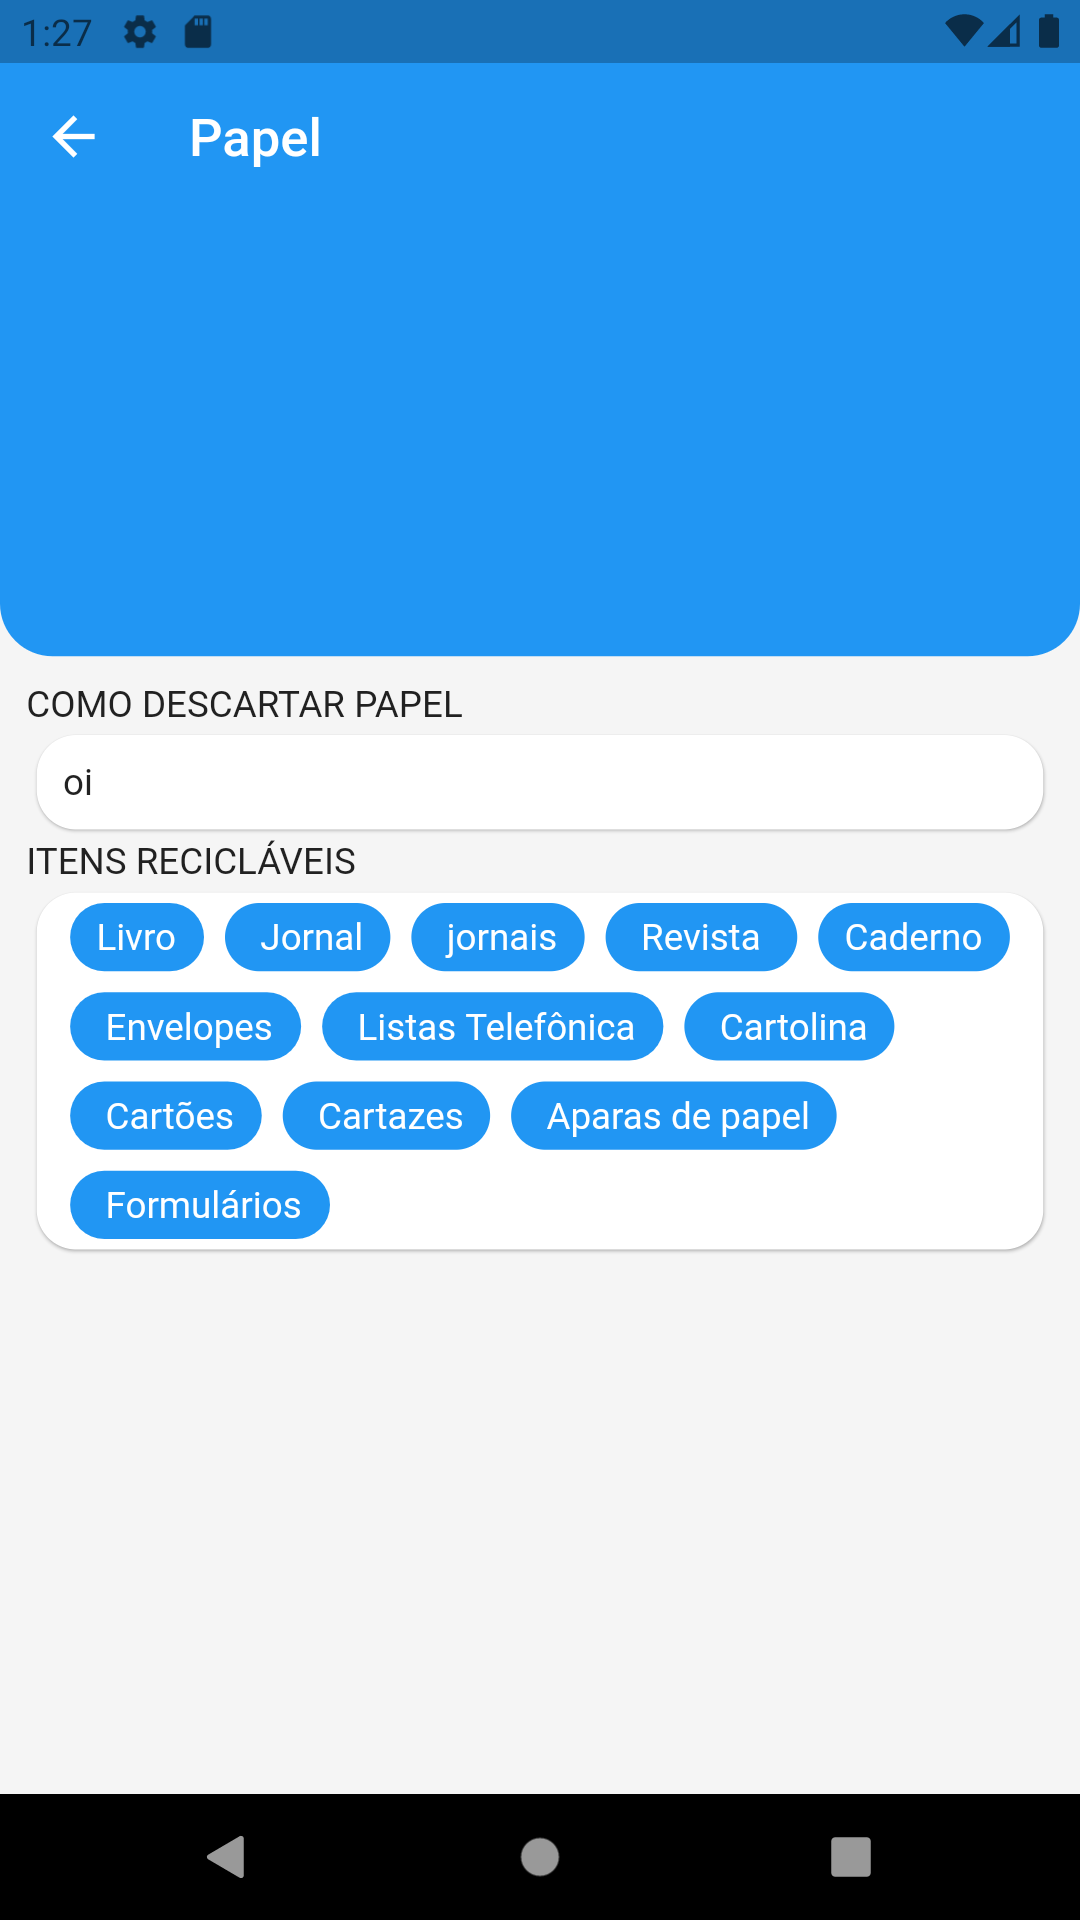 1:27
Papel
COMO DESCARTAR PAPEL
oi
ITENS RECICLÁVEIS
Livro Jornal jornais Revista Caderno
Envelopes Listas Telefônica Cartolina
Cartões Cartazes Aparas de papel
Formulários